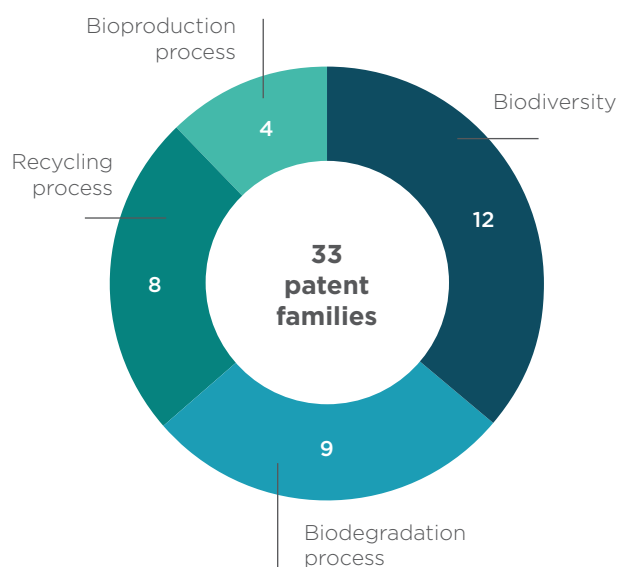 Bioproduction
process
4
Biodiversity
Recycling
process
12
33
patent
families
8
9
Biodegradation
process